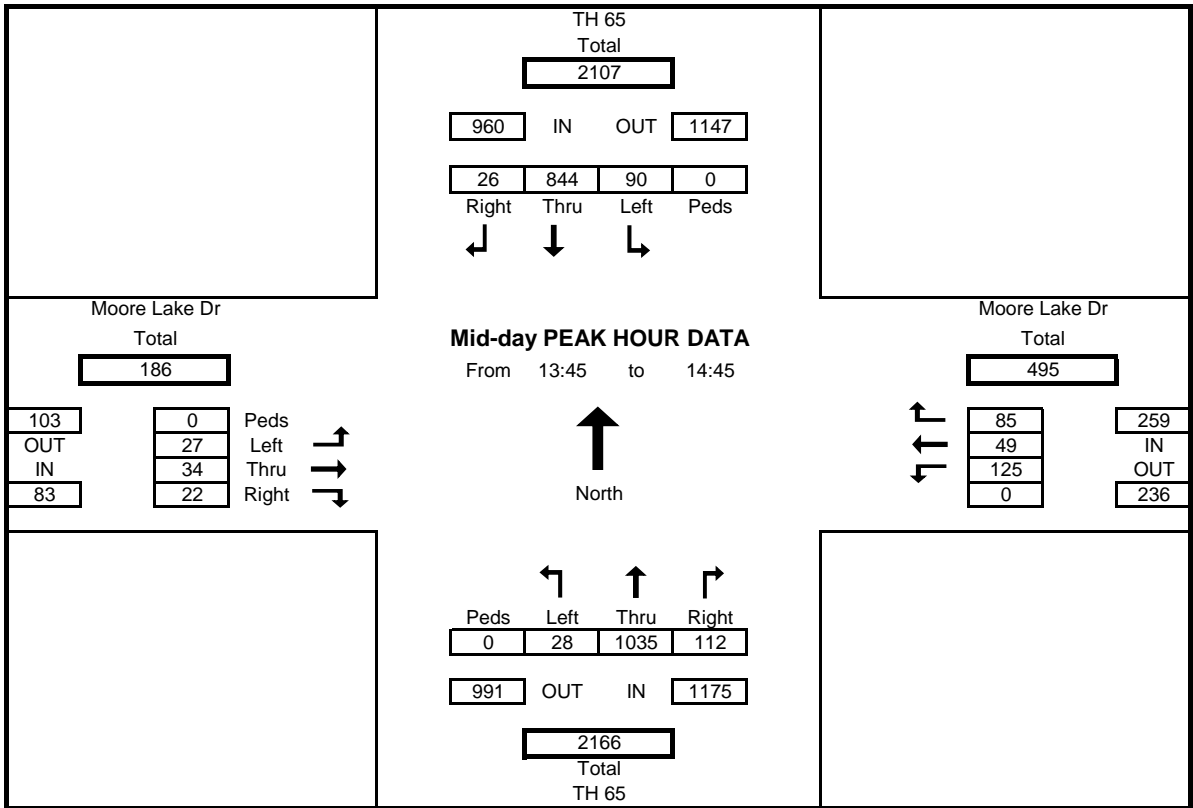 TH 65
Total
2107
960 IN OUT 1147
26 844 90 0
Right Thru Left Peds
Moore Lake Dr
Total
186
103 0 Peds
OUT 27 Left
IN 34 Thru
83 22 Right
Mid-day PEAK HOUR DATA
From 13:45 to 14:45
North
Moore Lake Dr
Total
495
85 259
49 IN
125 OUT
0 236
Peds Left Thru Right
0 28 1035 112
991 OUT IN 1175
2166
Total
TH 65